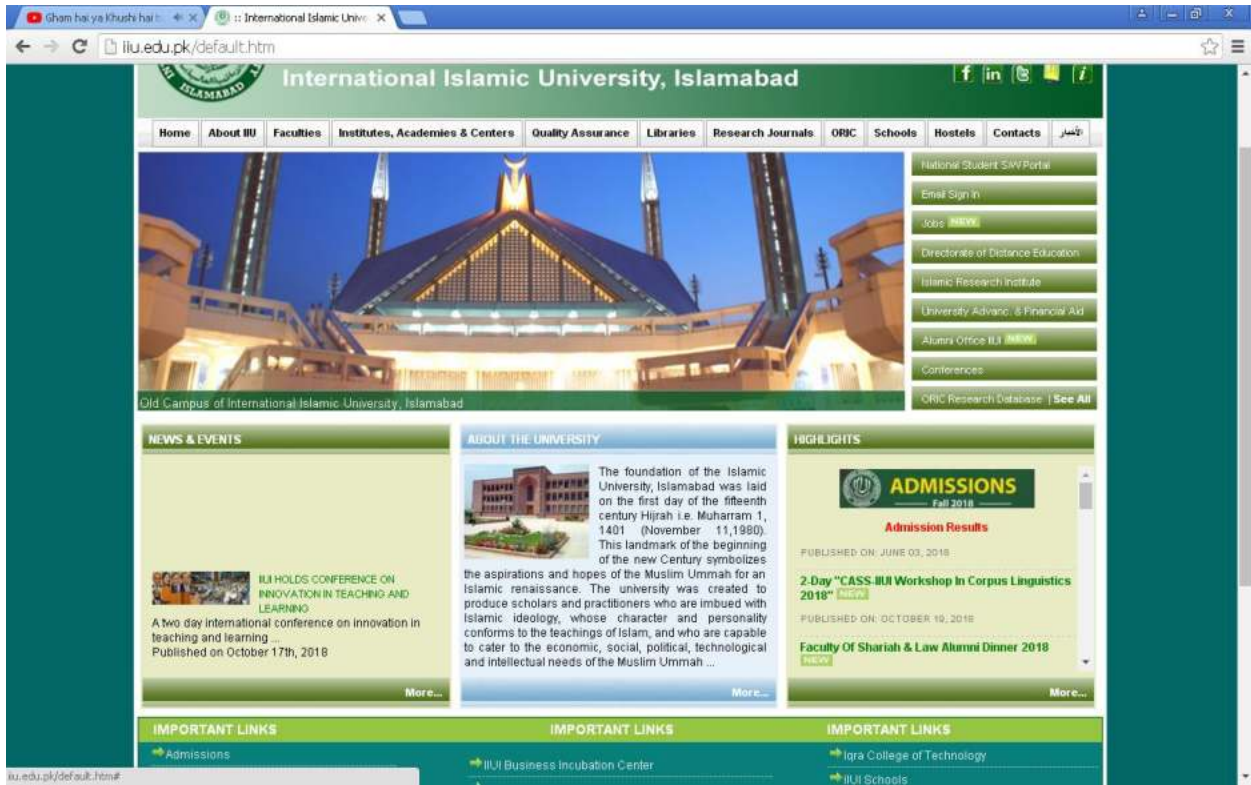 Gham hai ya Khushi hai t
:: International Islamic Unive
iiu.edu.pk/default.htm
ISLAMABAD
International Islamic University, Islamabad
f in i
Home About IIU Faculties Institutes, Academies & Centers Quality Assurance Libraries Research Journals ORIC Schools Hostels Contacts الأخبار
National Student S/W Portal
Email Sign In
Jobs NEW
Directorate of Distance Education
Islamic Research Institute
University Advanc. & Financial Aid
Alumni Office IIUI NEW
Conferences
ORIC Research Database | See All
Old Campus of International Islamic University, Islamabad
NEWS & EVENTS
IIUI HOLDS CONFERENCE ON
INNOVATION IN TEACHING AND
LEARNING
A two day international conference on innovation in
teaching and learning ...
Published on October 17th, 2018
More...
ABOUT THE UNIVERSITY
The foundation of the Islamic
University, Islamabad was laid
on the first day of the fifteenth
century Hijrah i.e. Muharram 1,
1401 (November 11,1980).
This landmark of the beginning
of the new Century symbolizes
the aspirations and hopes of the Muslim Ummah for an
Islamic renaissance. The university was created to
produce scholars and practitioners who are imbued with
Islamic ideology, whose character and personality
conforms to the teachings of Islam, and who are capable
to cater to the economic, social, political, technological
and intellectual needs of the Muslim Ummah ...
More...
HIGHLIGHTS
ADMISSIONS
Fall 2018
Admission Results
PUBLISHED ON: JUNE 03, 2018
2-Day "CASS-IIUI Workshop In Corpus Linguistics
2018" NEW
PUBLISHED ON: OCTOBER 19, 2018
Faculty Of Shariah & Law Alumni Dinner 2018
NEW
More...
IMPORTANT LINKS
Admissions
IMPORTANT LINKS
IIUI Business Incubation Center
IMPORTANT LINKS
Iqra College of Technology
IIUI Schools
iiu.edu.pk/default.htm#